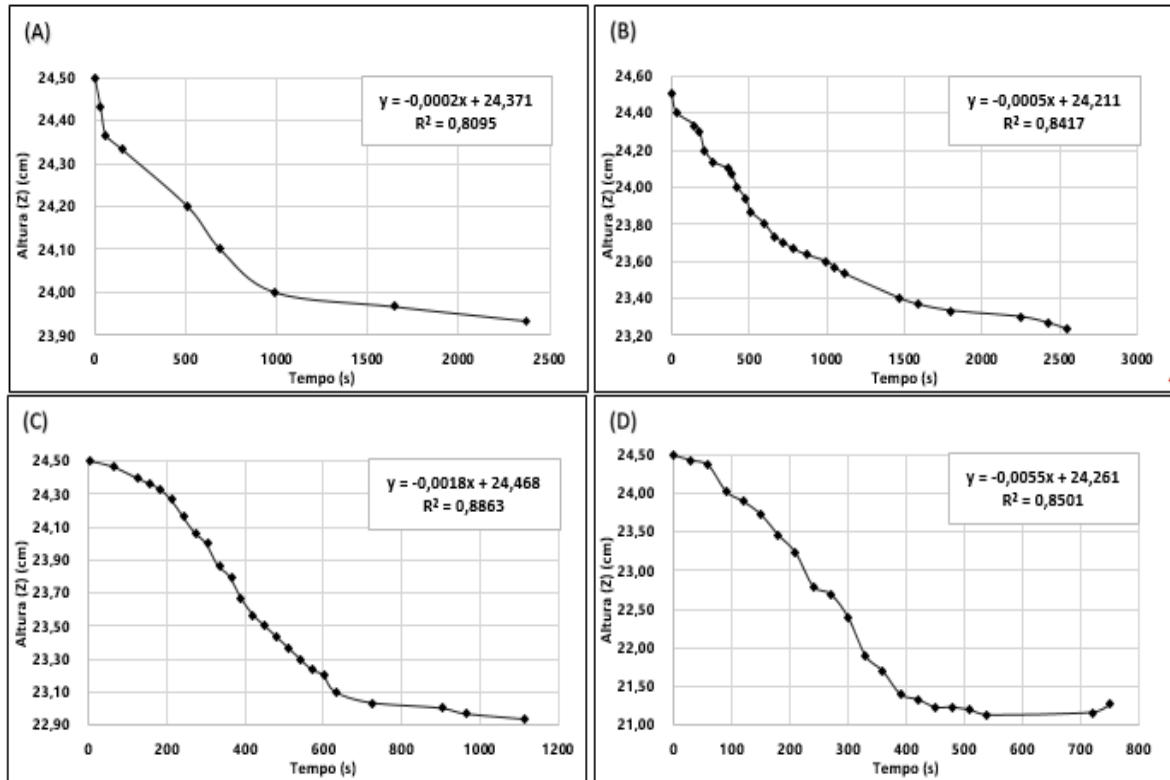 (A)
y = -0,0002x + 24,371
R² = 0,8095
Altura (Z) (cm)
24,50
24,40
24,30
24,20
24,10
24,00
23,90
0 500 1000 1500 2000 2500
Tempo (s)
(B)
y = -0,0005x + 24,211
R² = 0,8417
Altura (Z) (cm)
24,60
24,40
24,20
24,00
23,80
23,60
23,40
23,20
0 500 1000 1500 2000 2500 3000
Tempo (s)
(C)
y = -0,0018x + 24,468
R² = 0,8863
Altura (Z) (cm)
24,50
24,30
24,10
23,90
23,70
23,50
23,30
23,10
22,90
0 200 400 600 800 1000 1200
Tempo (s)
(D)
y = -0,0055x + 24,261
R² = 0,8501
Altura (Z) (cm)
24,50
24,00
23,50
23,00
22,50
22,00
21,50
21,00
0 100 200 300 400 500 600 700 800
Tempo (s)